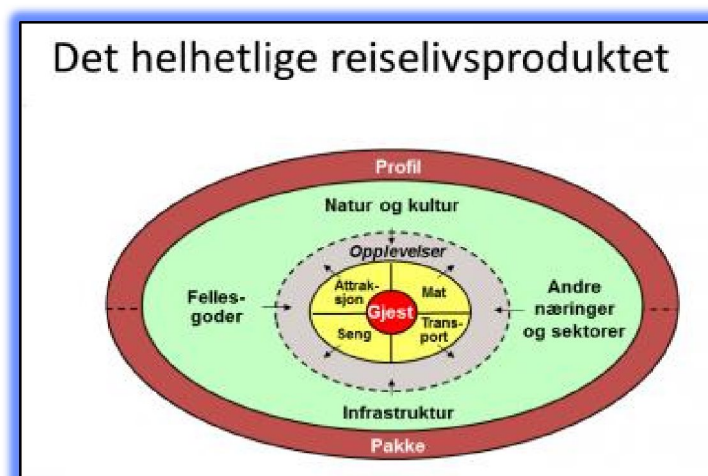 Det helhetlige reiselivsproduktet
Profil
Natur og kultur
Opplevelser
Attrak-
sjon
Mat
Felles-
goder
Gjest
Andre
næringer
og sektorer
Seng
Trans-
port
Infrastruktur
Pakke